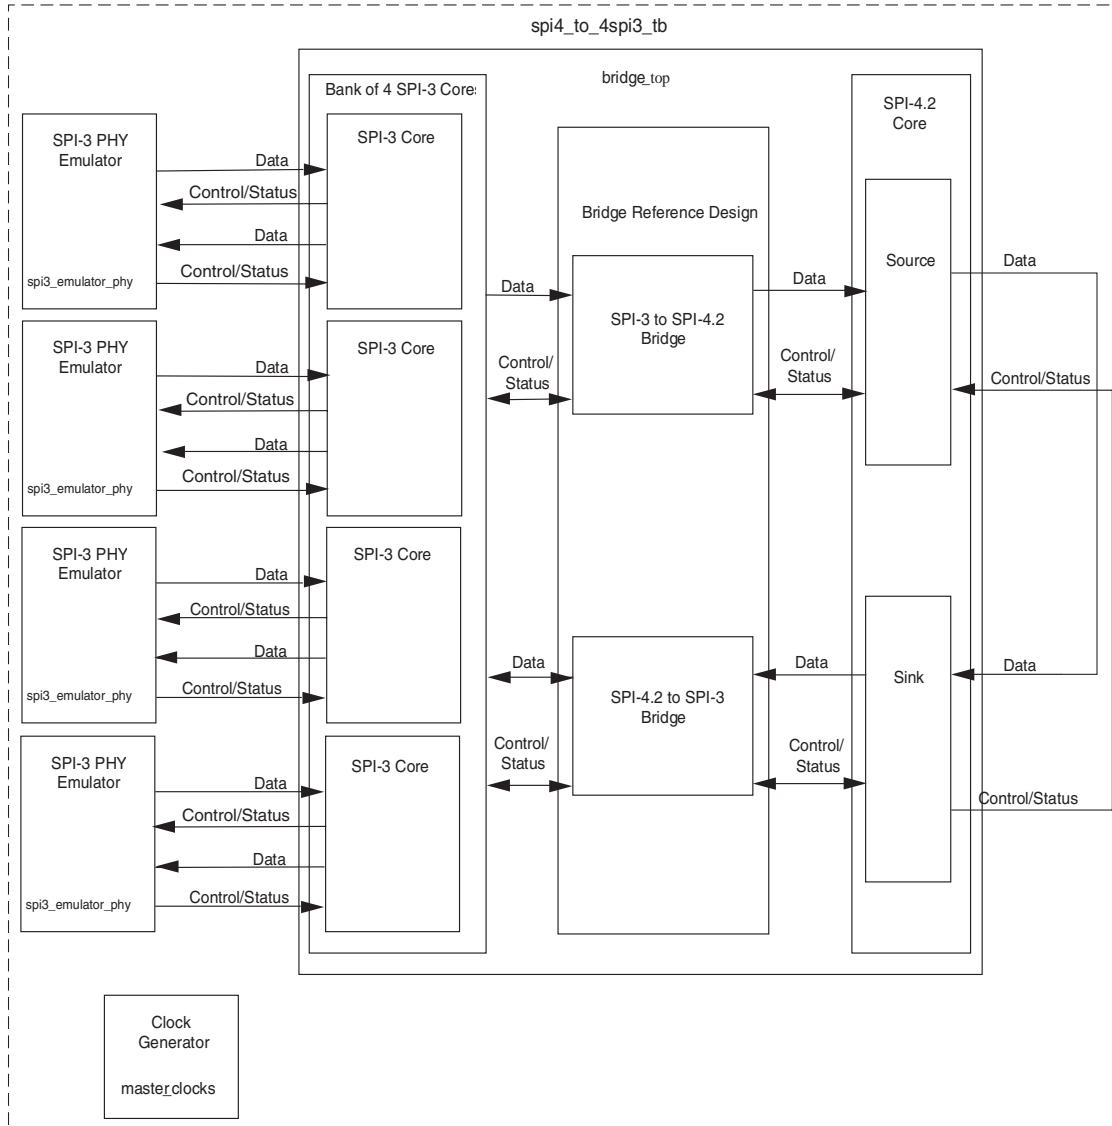 spi4_to_4spi3_tb
bridge_top
Bank of 4 SPI-3 Cores
SPI-4.2
Core
SPI-3 PHY
Emulator
spi3_emulator_phy
Data
Control/Status
Data
Control/Status
SPI-3 Core
SPI-3 PHY
Emulator
spi3_emulator_phy
Data
Control/Status
Data
Control/Status
SPI-3 Core
SPI-3 PHY
Emulator
spi3_emulator_phy
Data
Control/Status
Data
Control/Status
SPI-3 Core
SPI-3 PHY
Emulator
spi3_emulator_phy
Data
Control/Status
Data
Control/Status
SPI-3 Core
Bridge Reference Design
Data
Control/
Status
SPI-3 to SPI-4.2
Bridge
Data
Control/
Status
Source
Data
Control/Status
Data
Control/
Status
SPI-4.2 to SPI-3
Bridge
Data
Control/
Status
Sink
Data
Control/Status
Clock
Generator
master_clocks